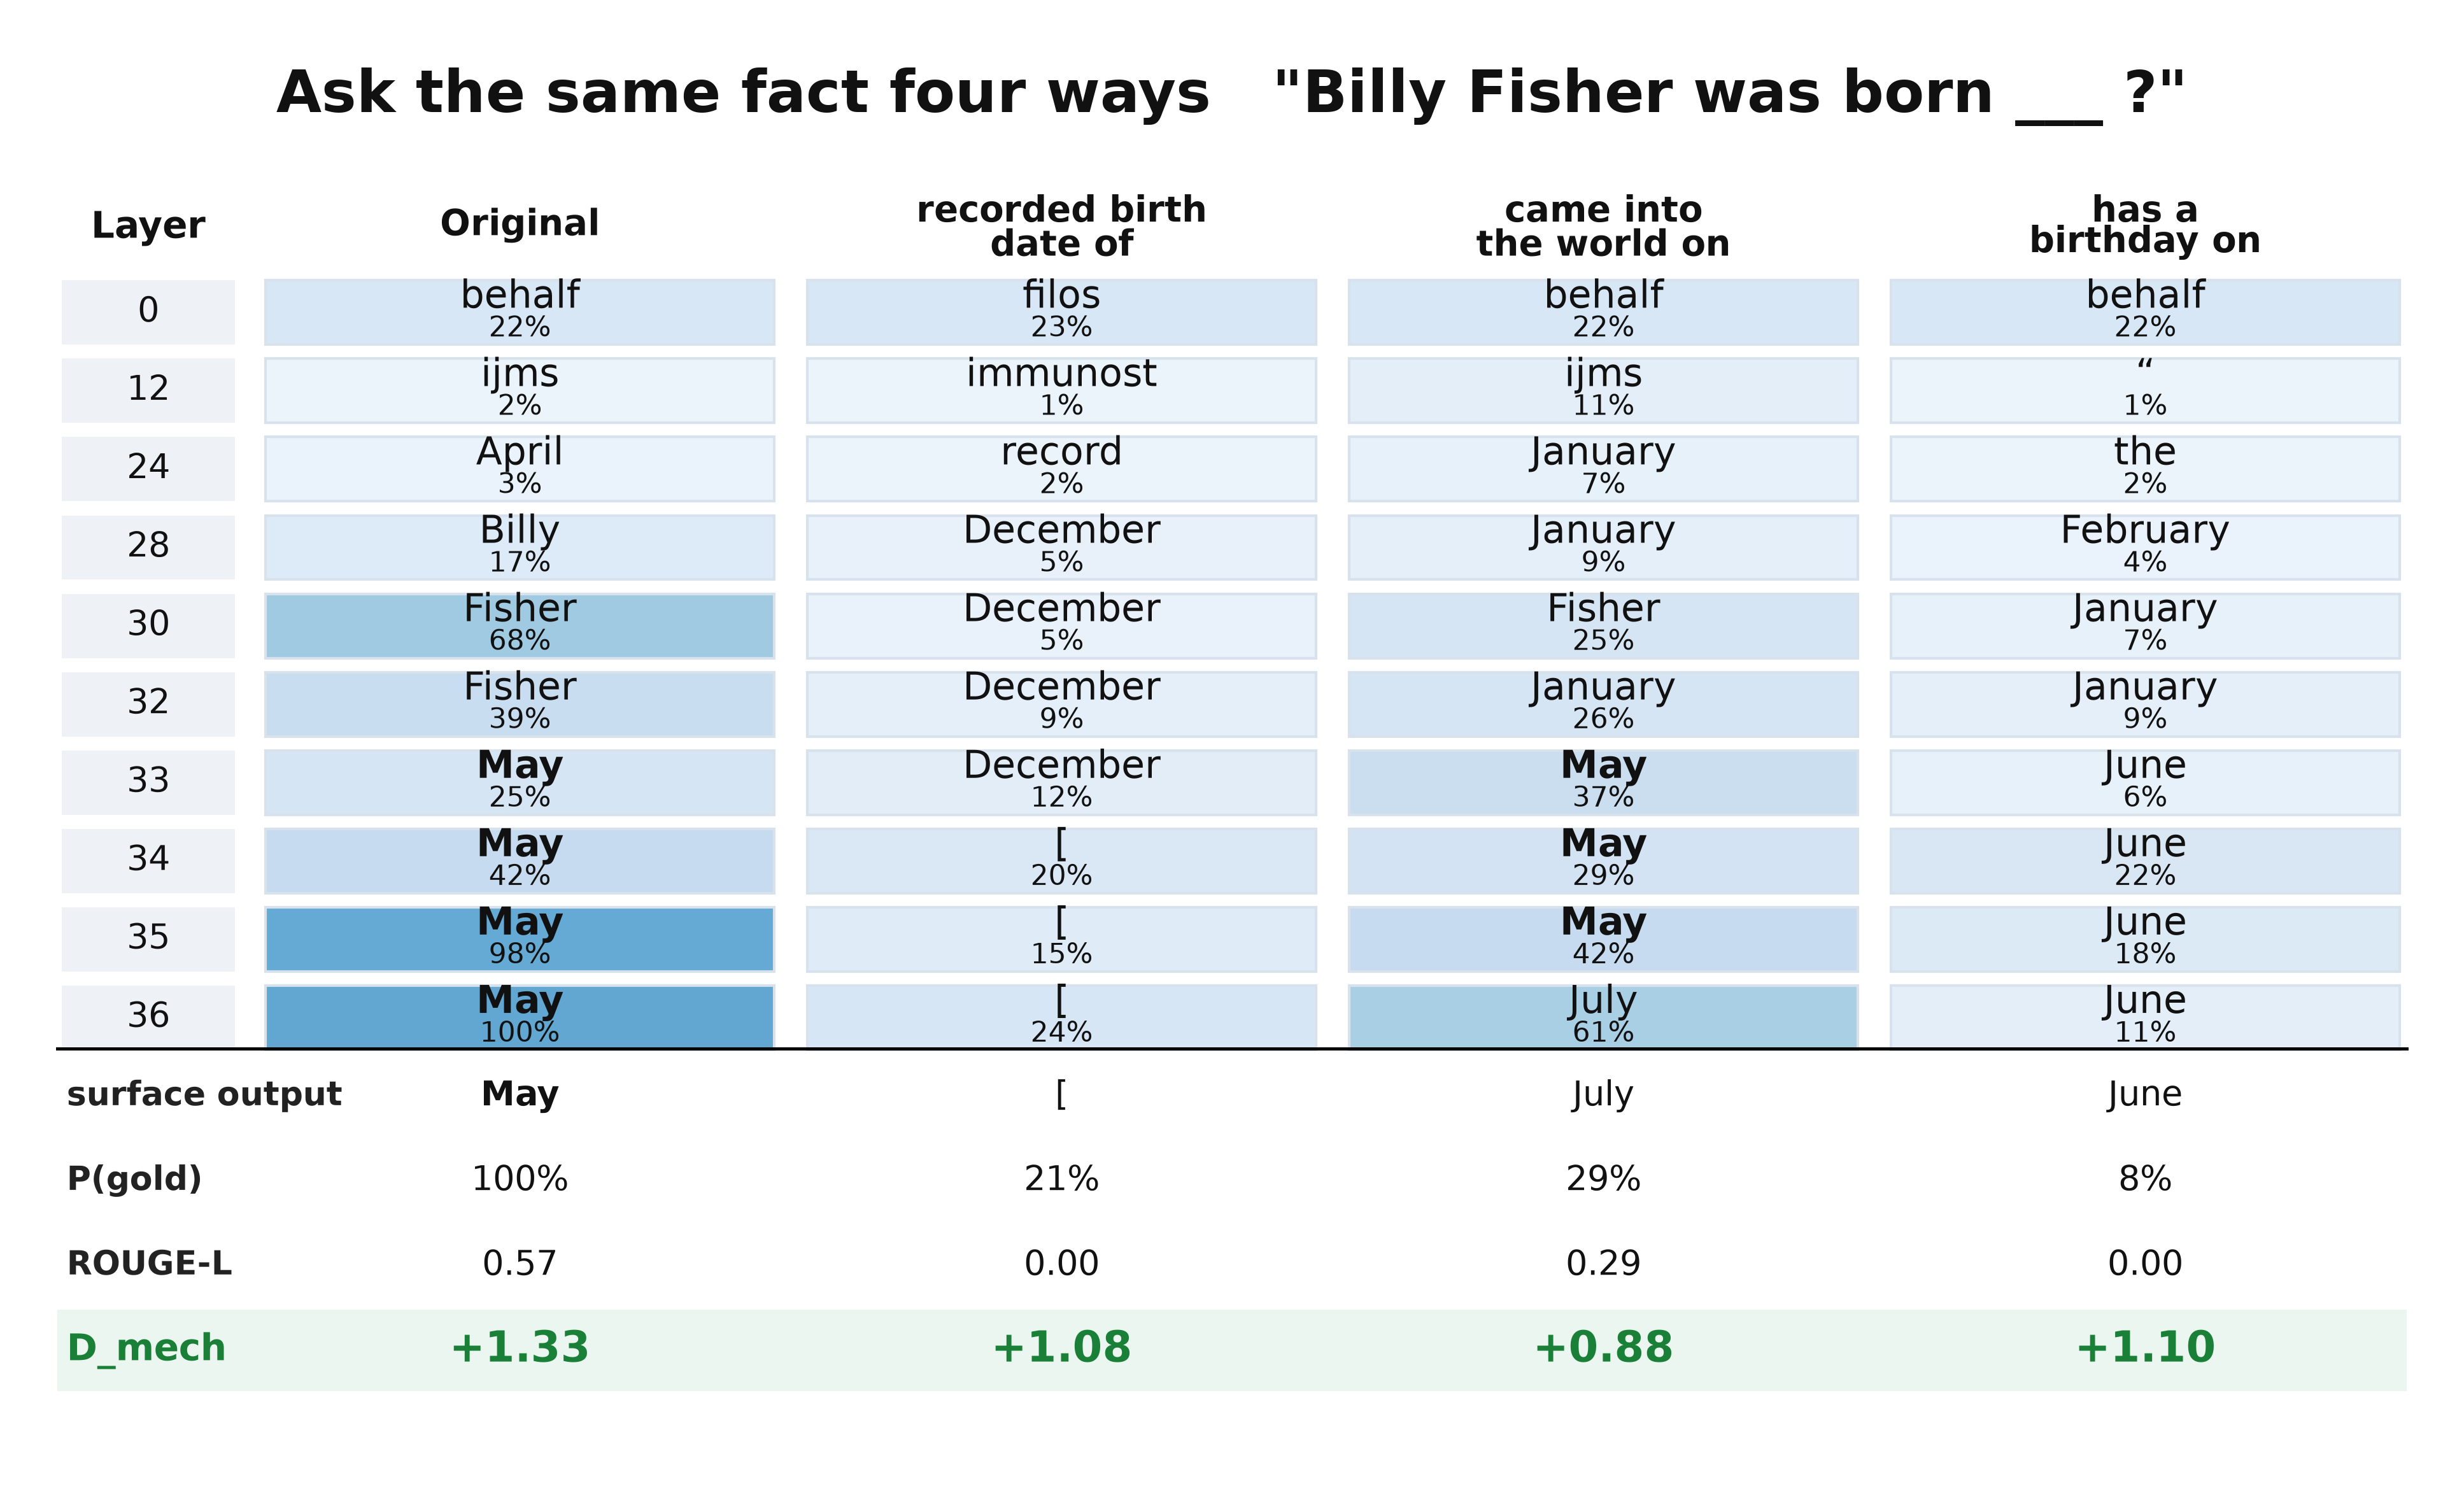 Ask the same fact four ways "Billy Fisher was born ___ ?"
Layer Original recorded birth date of came into the world on has a birthday on
0 behalf 22% filos 23% behalf 22% behalf 22%
12 ijms 2% immunost 1% ijms 11% “ 1%
24 April 3% record 2% January 7% the 2%
28 Billy 17% December 5% January 9% February 4%
30 Fisher 68% December 5% Fisher 25% January 7%
32 Fisher 39% December 9% January 26% January 9%
33 May 25% December 12% May 37% June 6%
34 May 42% [ 20% May 29% June 22%
35 May 98% [ 15% May 42% June 18%
36 May 100% [ 24% July 61% June 11%
surface output May [ July June
P(gold) 100% 21% 29% 8%
ROUGE-L 0.57 0.00 0.29 0.00
D_mech +1.33 +1.08 +0.88 +1.10